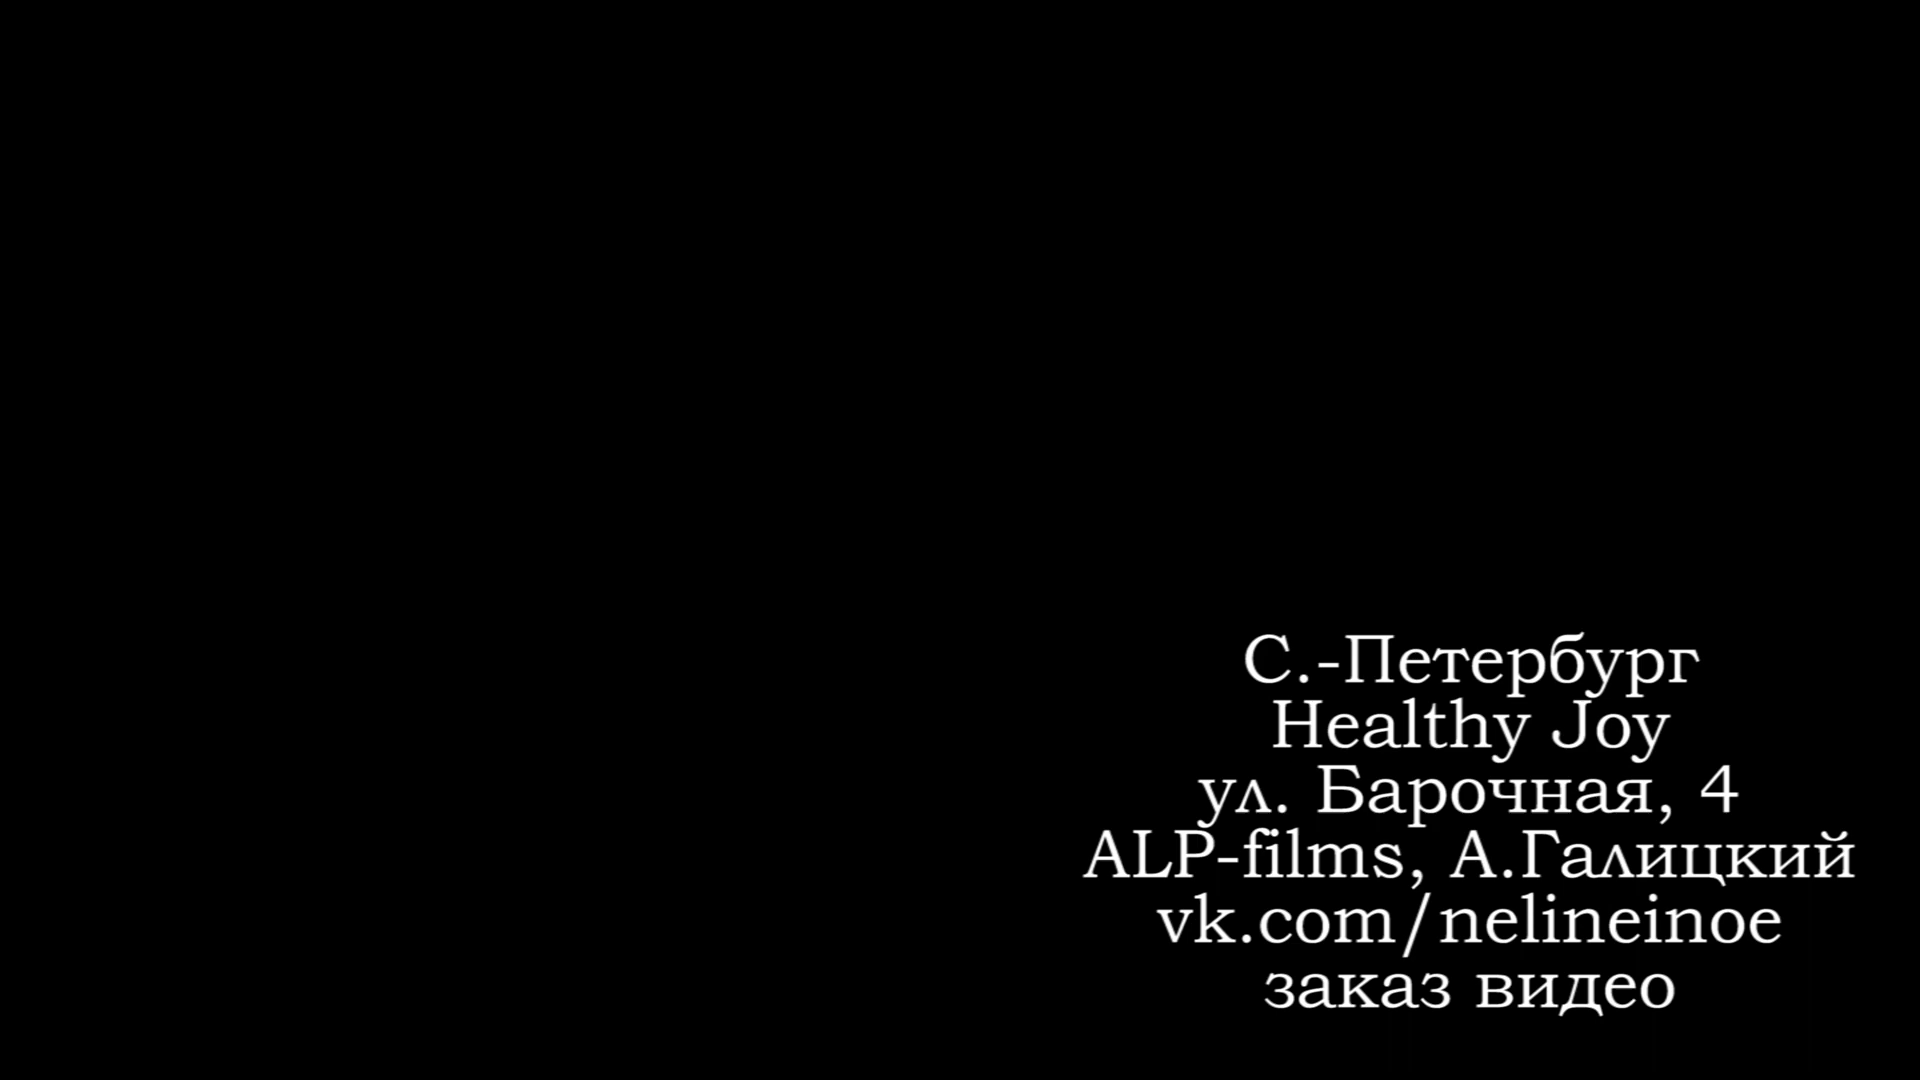 С.-Петербург
Healthy Joy
ул. Барочная, 4
ALP-films, А.Галицкий
vk.com/nelineinoe
заказ видео